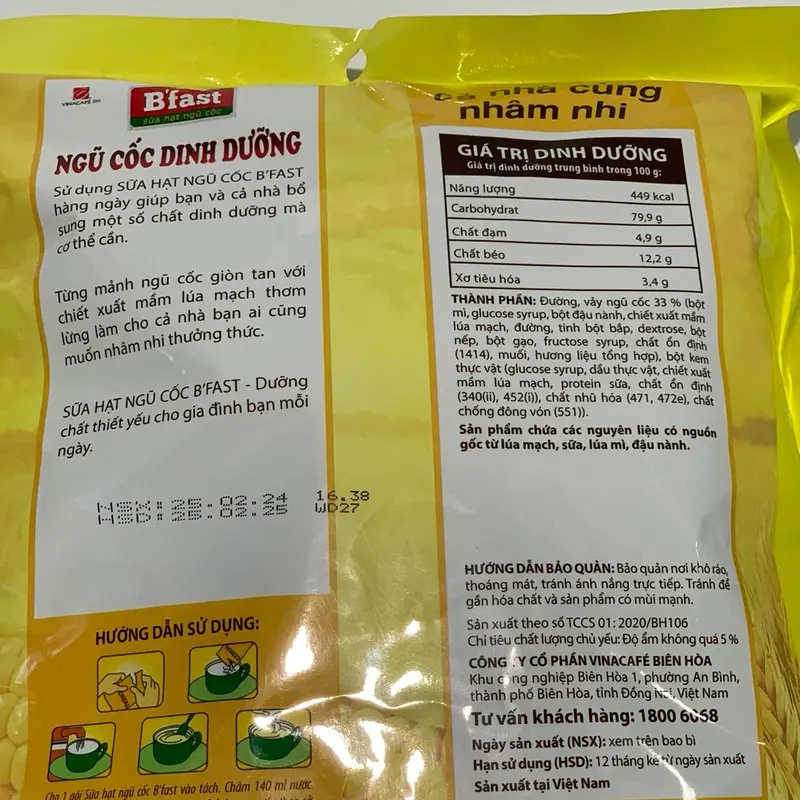 VINACAFÉ BH
B'fast
sữa hạt ngũ cốc
NGŨ CỐC DINH DƯỠNG
Sử dụng SỮA HẠT NGŨ CỐC B'FAST
hàng ngày giúp bạn và cả nhà bổ
sung một số chất dinh dưỡng mà
cơ thể cần.
Từng mảnh ngũ cốc giòn tan với
chiết xuất mầm lúa mạch thơm
lừng làm cho cả nhà bạn ai cũng
muốn nhâm nhi thưởng thức.
SỮA HẠT NGŨ CỐC B'FAST - Dưỡng
chất thiết yếu cho gia đình bạn mỗi
ngày.
NSX:25.02.24 16.38
HSD:25.02.25 WD27
HƯỚNG DẪN SỬ DỤNG:
Cho 1 gói Sữa hạt ngũ cốc B'fast vào tách. Châm 140 ml nước
cả nhà cùng
nhâm nhi
GIÁ TRỊ DINH DƯỠNG
Giá trị dinh dưỡng trung bình trong 100 g:
Năng lượng 449 kcal
Carbohydrat 79,9 g
Chất đạm 4,9 g
Chất béo 12,2 g
Xơ tiêu hóa 3,4 g
THÀNH PHẦN: Đường, vảy ngũ cốc 33 % (bột
mì, glucose syrup, bột đậu nành, chiết xuất mầm
lúa mạch, đường, tinh bột bắp, dextrose, bột
nếp, bột gạo, fructose syrup, chất ổn định
(1414), muối, hương liệu tổng hợp), bột kem
thực vật (glucose syrup, dầu thực vật, chiết xuất
mầm lúa mạch, protein sữa, chất ổn định
(340(ii), 452(i)), chất nhũ hóa (471, 472e), chất
chống đông vón (551)).
Sản phẩm chứa các nguyên liệu có nguồn
gốc từ lúa mạch, sữa, lúa mì, đậu nành.
HƯỚNG DẪN BẢO QUẢN: Bảo quản nơi khô ráo,
thoáng mát, tránh ánh nắng trực tiếp. Tránh để
gần hóa chất và sản phẩm có mùi mạnh.
Sản xuất theo số TCCS 01: 2020/BH106
Chỉ tiêu chất lượng chủ yếu: Độ ẩm không quá 5 %
CÔNG TY CỔ PHẦN VINACAFÉ BIÊN HÒA
Khu công nghiệp Biên Hòa 1, phường An Bình,
thành phố Biên Hòa, tỉnh Đồng Nai, Việt Nam
Tư vấn khách hàng: 1800 6068
Ngày sản xuất (NSX): xem trên bao bì
Hạn sử dụng (HSD): 12 tháng kể từ ngày sản xuất
Sản xuất tại Việt Nam